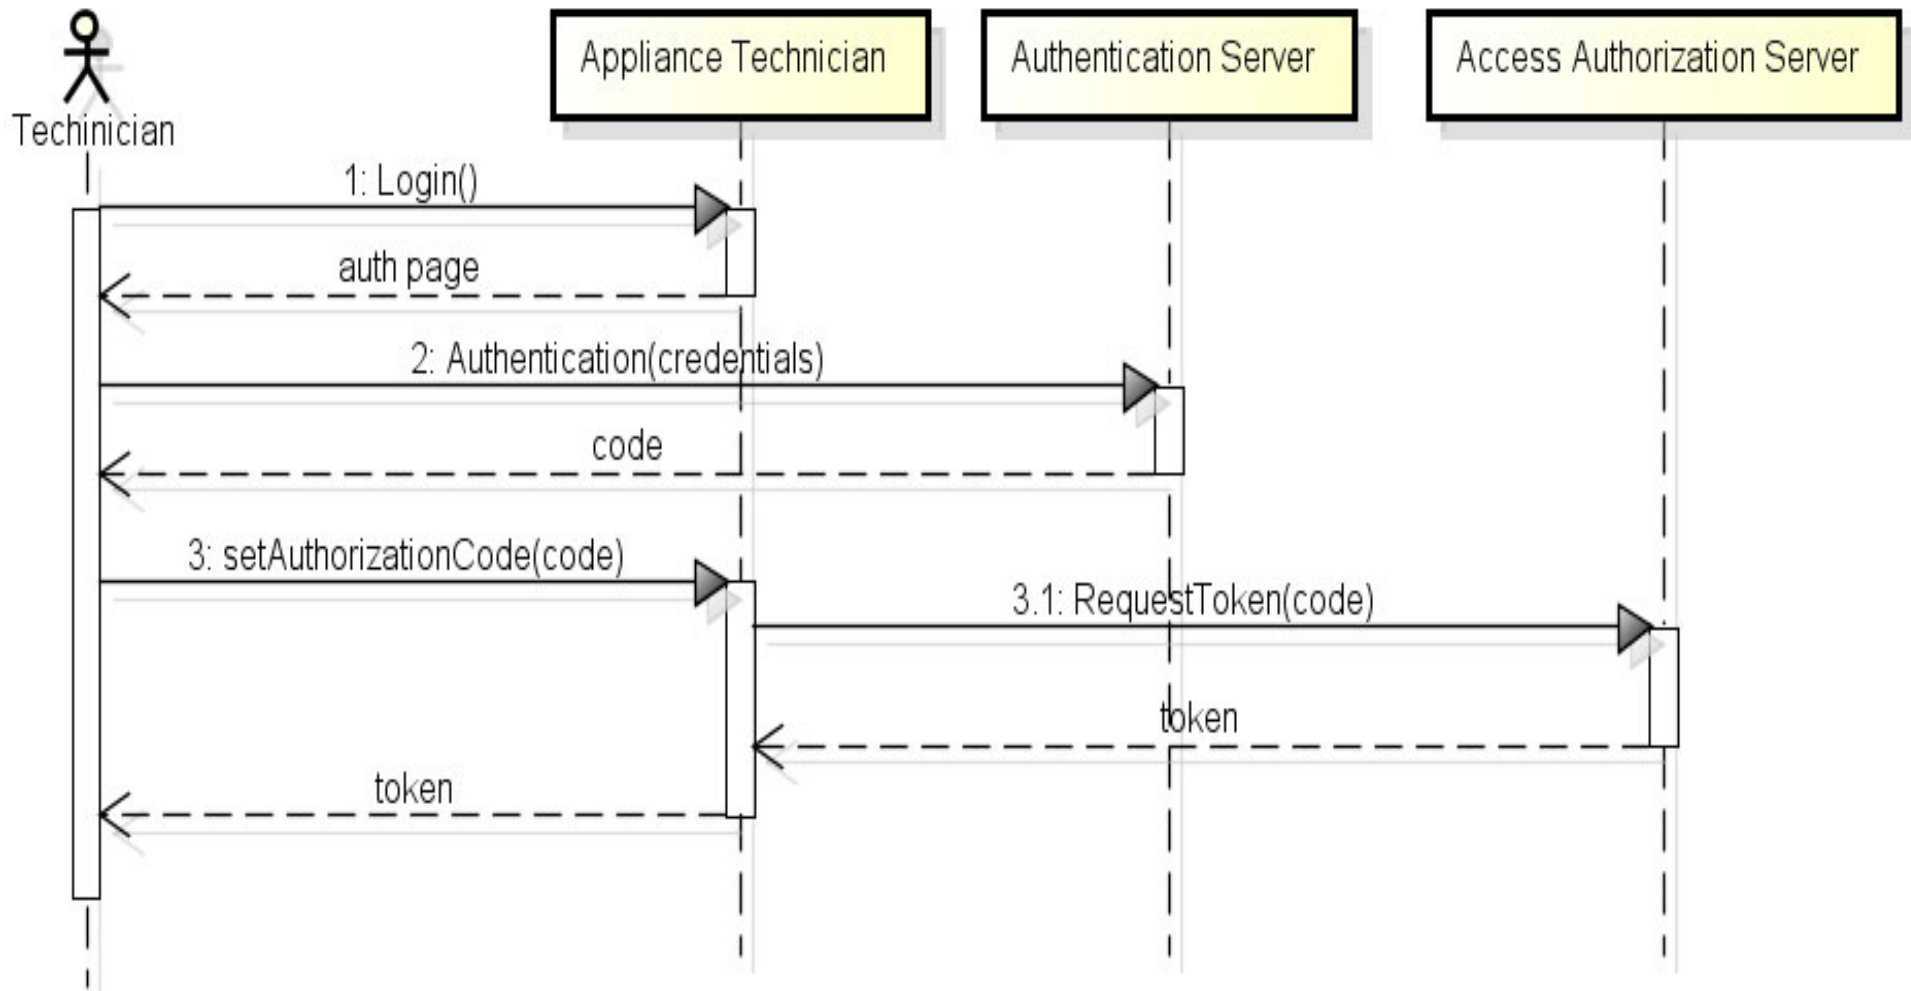 Appliance Technician
Authentication Server
Access Authorization Server
Techinician
1: Login()
auth page
2: Authentication(credentials)
code
3: setAuthorizationCode(code)
3.1: RequestToken(code)
token
token